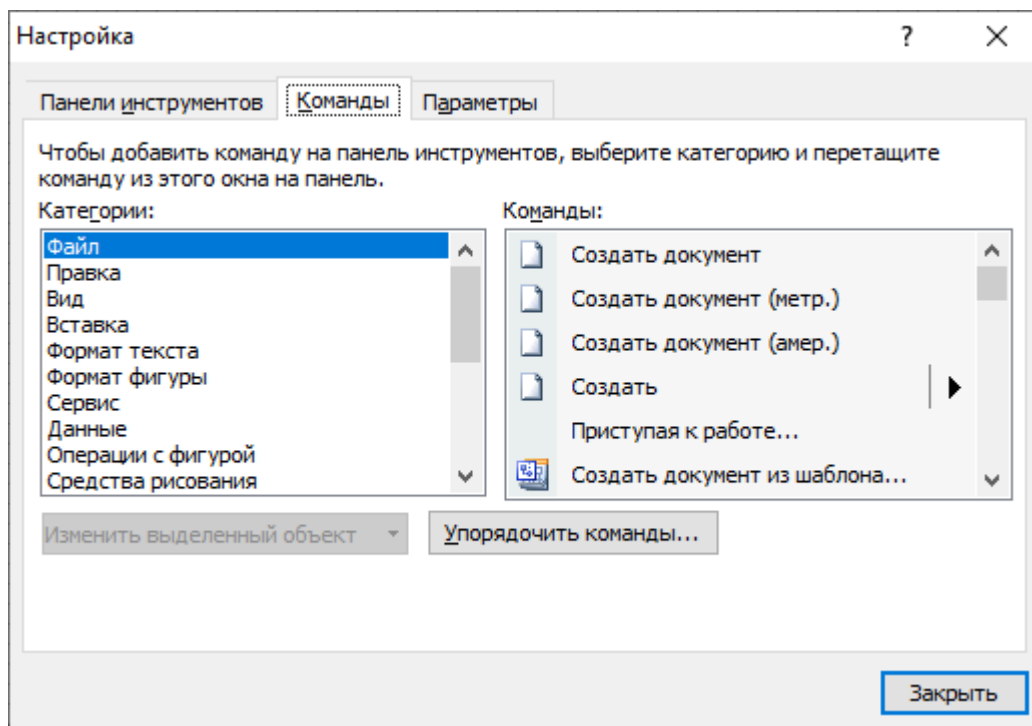 Настройка
?
Панели инструментов
Команды
Параметры
Чтобы добавить команду на панель инструментов, выберите категорию и перетащите
команду из этого окна на панель.
Категории:
Файл
Правка
Вид
Вставка
Формат текста
Формат фигуры
Сервис
Данные
Операции с фигурой
Средства рисования
Команды:
Создать документ
Создать документ (метр.)
Создать документ (амер.)
Создать
Приступая к работе...
Создать документ из шаблона...
Изменить выделенный объект
Упорядочить команды...
Закрыть